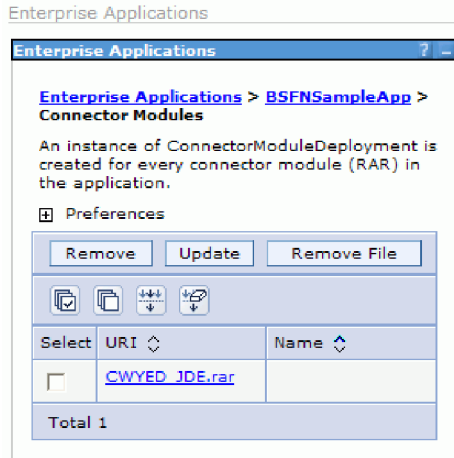 Enterprise Applications
Enterprise Applications ? –
Enterprise Applications > BSFNSampleApp >
Connector Modules
An instance of ConnectorModuleDeployment is
created for every connector module (RAR) in
the application.
Preferences
Remove Update Remove File
Select URI Name
CWYED_JDE.rar
Total 1